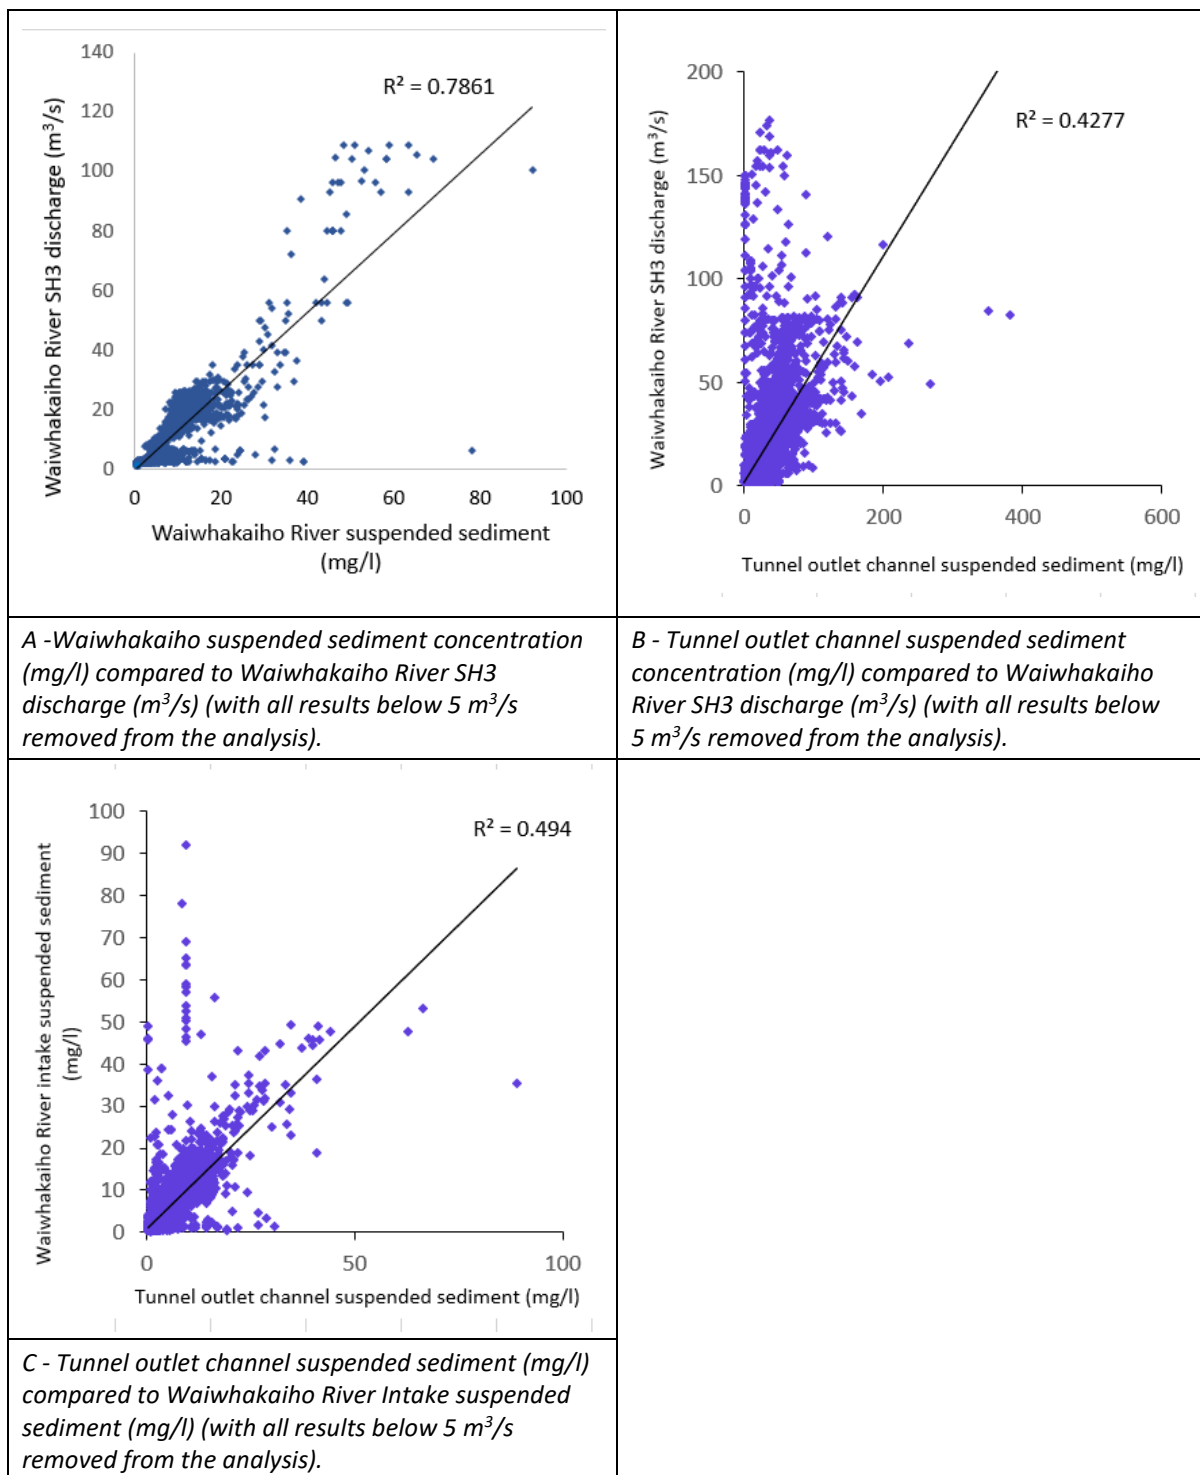 140
120
100
80
60
40
20
0
Waiwhakaiho River SH3 discharge (m³/s)
R² = 0.7861
0 20 40 60 80 100
Waiwhakaiho River suspended sediment
(mg/l)
A -Waiwhakaiho suspended sediment concentration
(mg/l) compared to Waiwhakaiho River SH3
discharge (m³/s) (with all results below 5 m³/s
removed from the analysis).
200
150
100
50
0
Waiwhakaiho River SH3 discharge (m³/s)
R² = 0.4277
0 200 400 600
Tunnel outlet channel suspended sediment (mg/l)
B - Tunnel outlet channel suspended sediment
concentration (mg/l) compared to Waiwhakaiho
River SH3 discharge (m³/s) (with all results below
5 m³/s removed from the analysis).
100
90
80
70
60
50
40
30
20
10
0
Waiwhakaiho River intake suspended sediment
(mg/l)
R² = 0.494
0 50 100
Tunnel outlet channel suspended sediment (mg/l)
C - Tunnel outlet channel suspended sediment (mg/l)
compared to Waiwhakaiho River Intake suspended
sediment (mg/l) (with all results below 5 m³/s
removed from the analysis).